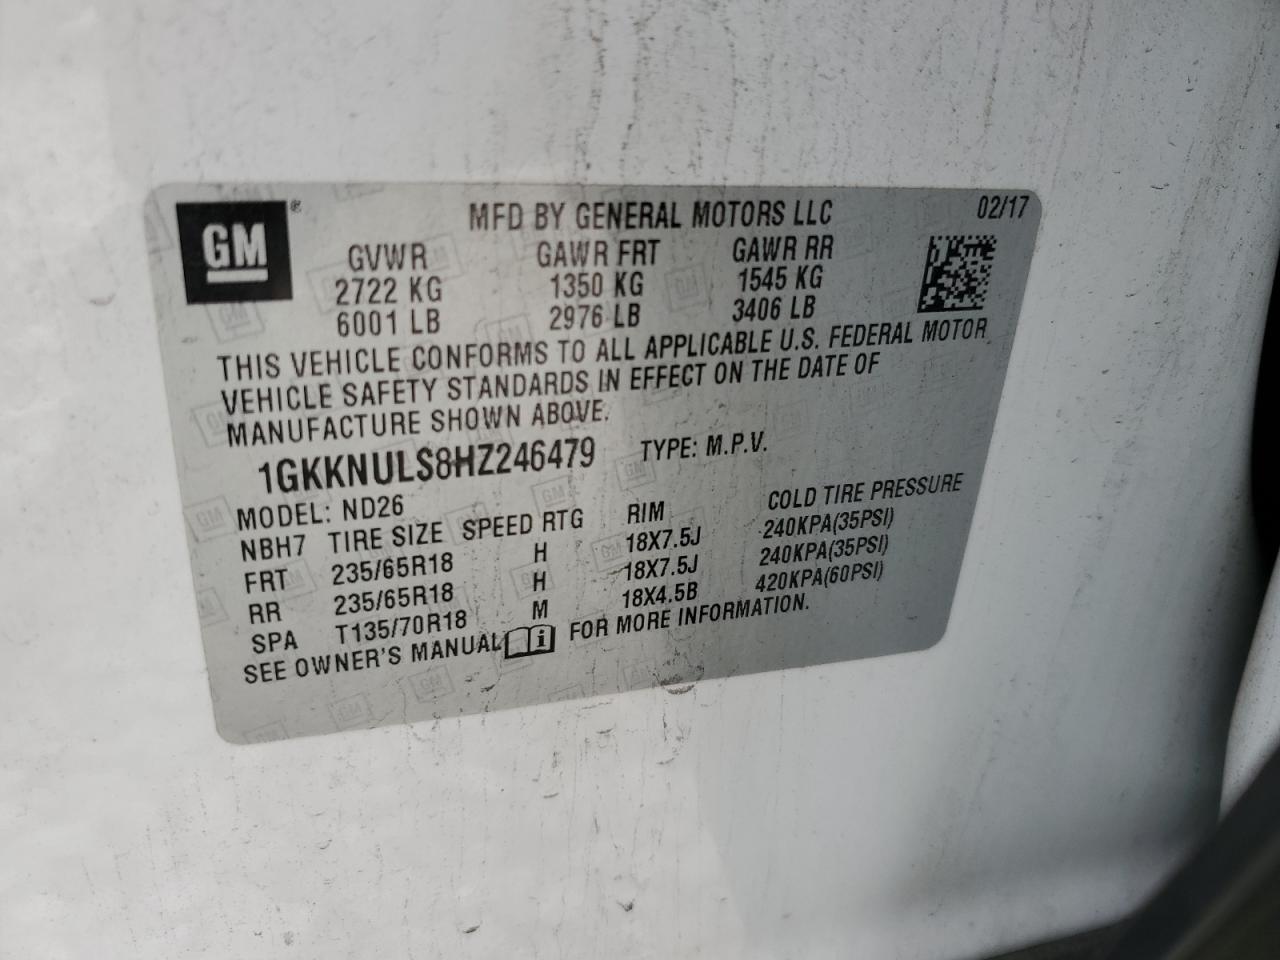 GM®
MFD BY GENERAL MOTORS LLC 02/17
GVWR GAWR FRT GAWR RR
2722 KG 1350 KG 1545 KG
6001 LB 2976 LB 3406 LB
THIS VEHICLE CONFORMS TO ALL APPLICABLE U.S. FEDERAL MOTOR
VEHICLE SAFETY STANDARDS IN EFFECT ON THE DATE OF
MANUFACTURE SHOWN ABOVE.
1GKKNULS8HZ246479 TYPE: M.P.V.
MODEL: ND26
NBH7 TIRE SIZE SPEED RTG RIM COLD TIRE PRESSURE
FRT 235/65R18 H 18X7.5J 240KPA(35PSI)
RR 235/65R18 H 18X7.5J 240KPA(35PSI)
SPA T135/70R18 M 18X4.5B 420KPA(60PSI)
SEE OWNER'S MANUAL i FOR MORE INFORMATION.